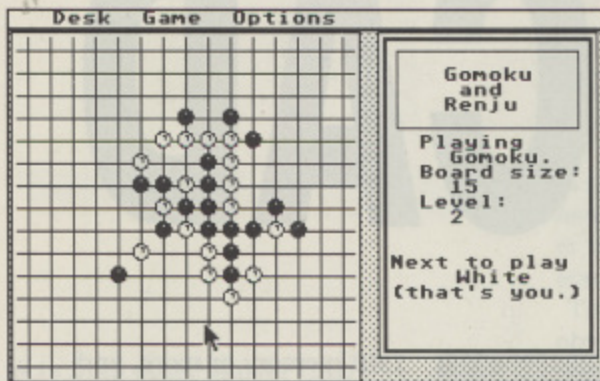 Desk Game Options
Gomoku
and
Renju
Playing
Gomoku.
Board size:
15
Level:
2
Next to play
White
(that's you.)